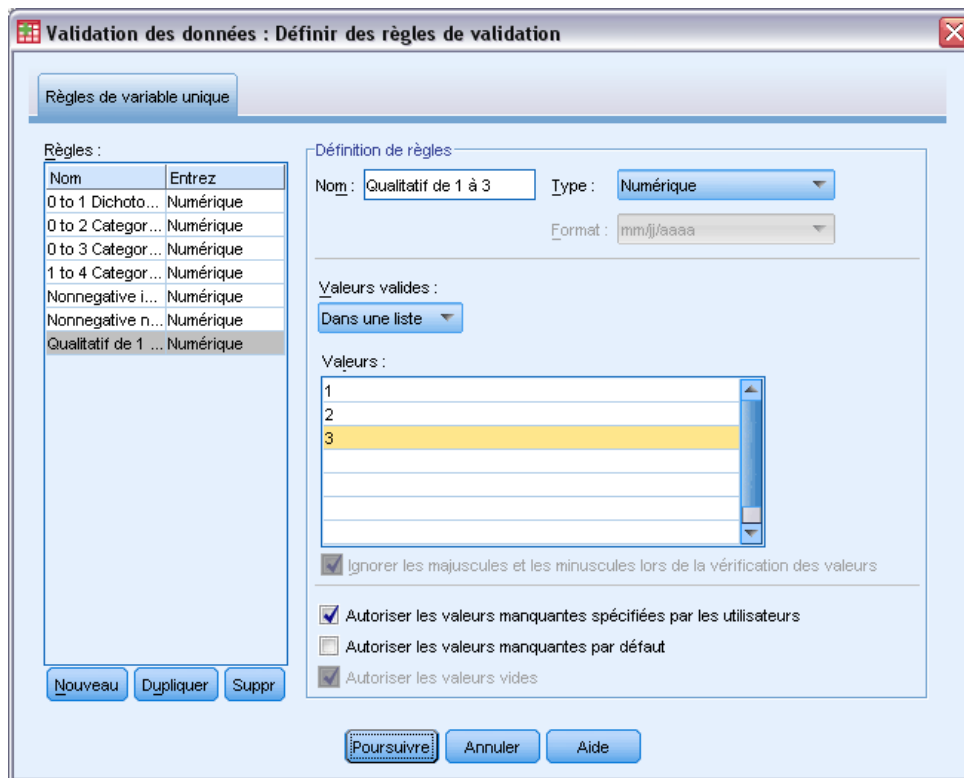 Validation des données : Définir des règles de validation
Règles de variable unique
Règles :
Nom Entrez
0 to 1 Dichoto... Numérique
0 to 2 Categor... Numérique
0 to 3 Categor... Numérique
1 to 4 Categor... Numérique
Nonnegative i... Numérique
Nonnegative n... Numérique
Qualitatif de 1 ... Numérique
Nouveau Dupliquer Suppr
Définition de règles
Nom : Qualitatif de 1 à 3 Type : Numérique
Format : mm/jj/aaaa
Valeurs valides :
Dans une liste
Valeurs :
1
2
3
Ignorer les majuscules et les minuscules lors de la vérification des valeurs
Autoriser les valeurs manquantes spécifiées par les utilisateurs
Autoriser les valeurs manquantes par défaut
Autoriser les valeurs vides
Poursuivre Annuler Aide